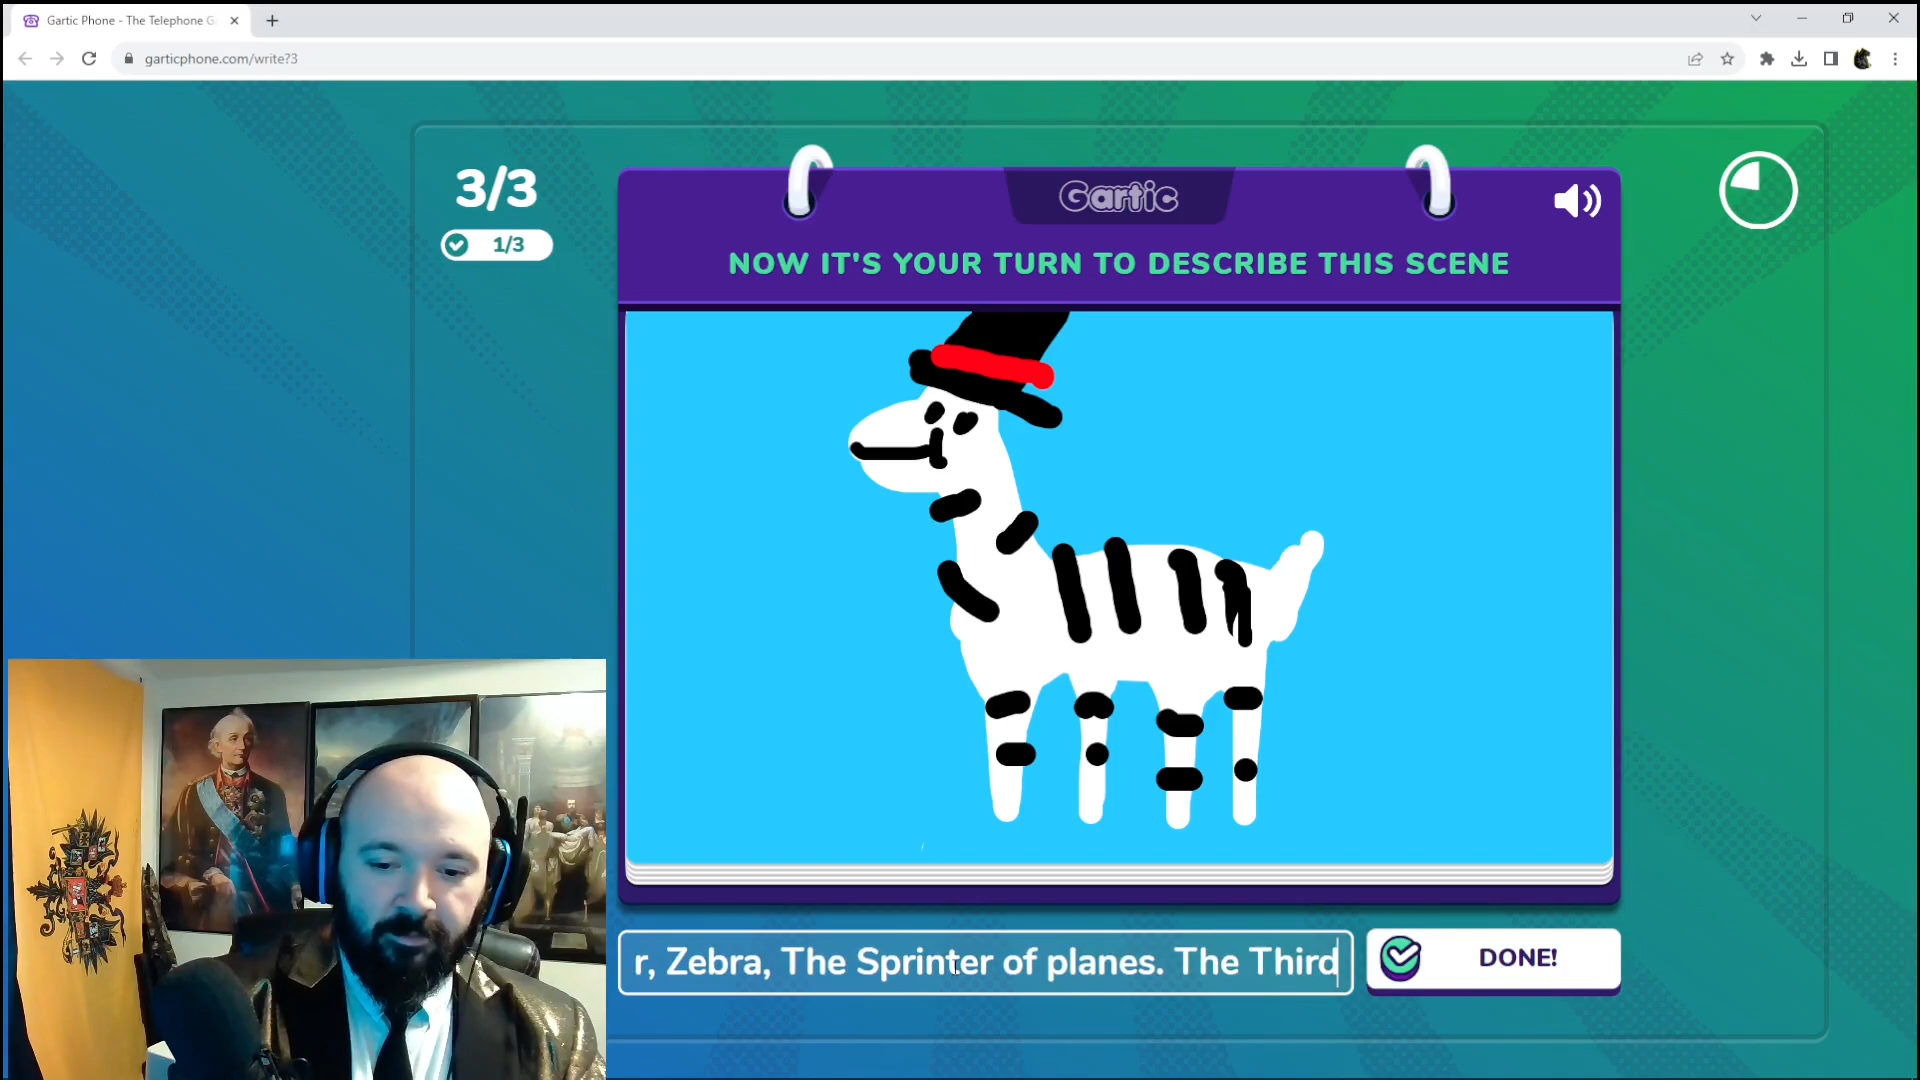 Gartic Phone - The Telephone G
garticphone.com/write?3
3/3
1/3
Gartic
NOW IT'S YOUR TURN TO DESCRIBE THIS SCENE
r, Zebra, The Sprinter of planes. The Third
DONE!